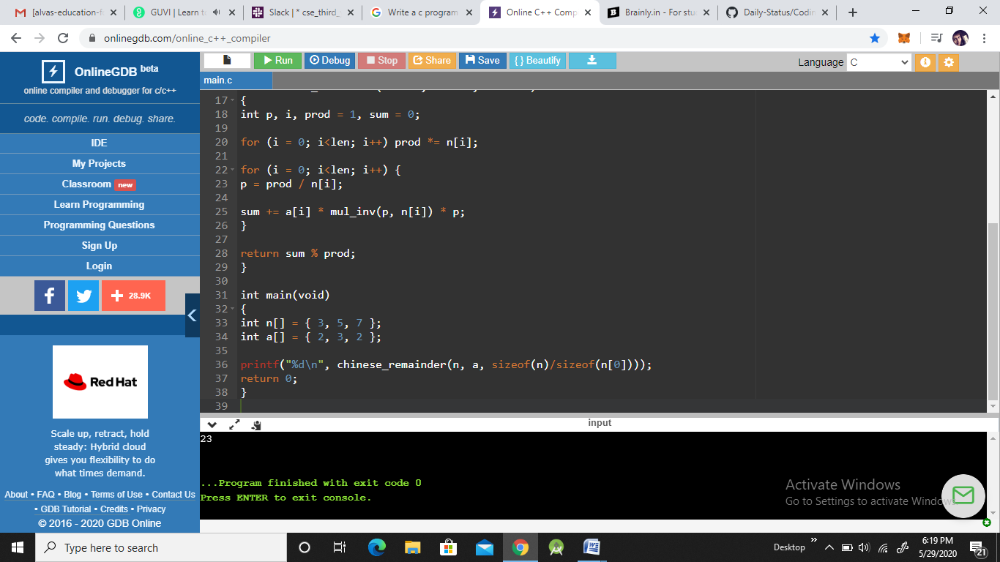 [alvas-education-f
GUVI | Learn t
Slack | * cse_third_
Write a c program
Online C++ Comp
Brainly.in - For stu
Daily-Status/Codin
onlinegdb.com/online_c++_compiler
OnlineGDB beta
online compiler and debugger for c/c++
code. compile. run. debug. share.
IDE
My Projects
Classroom new
Learn Programming
Programming Questions
Sign Up
Login
28.9K
Red Hat
Scale up, retract, hold
steady: Hybrid cloud
gives you flexibility to do
what times demand.
About • FAQ • Blog • Terms of Use • Contact Us
• GDB Tutorial • Credits • Privacy
© 2016 - 2020 GDB Online
Run Debug Stop Share Save { } Beautify
Language C
main.c
17 {
18 int p, i, prod = 1, sum = 0;
19
20 for (i = 0; i<len; i++) prod *= n[i];
21
22 for (i = 0; i<len; i++) {
23 p = prod / n[i];
24
25 sum += a[i] * mul_inv(p, n[i]) * p;
26 }
27
28 return sum % prod;
29 }
30
31 int main(void)
32 {
33 int n[] = { 3, 5, 7 };
34 int a[] = { 2, 3, 2 };
35
36 printf("%d\n", chinese_remainder(n, a, sizeof(n)/sizeof(n[0])));
37 return 0;
38 }
39
input
23
...Program finished with exit code 0
Press ENTER to exit console.
Activate Windows
Go to Settings to activate Windows.
Type here to search
Desktop
6:19 PM
5/29/2020
21